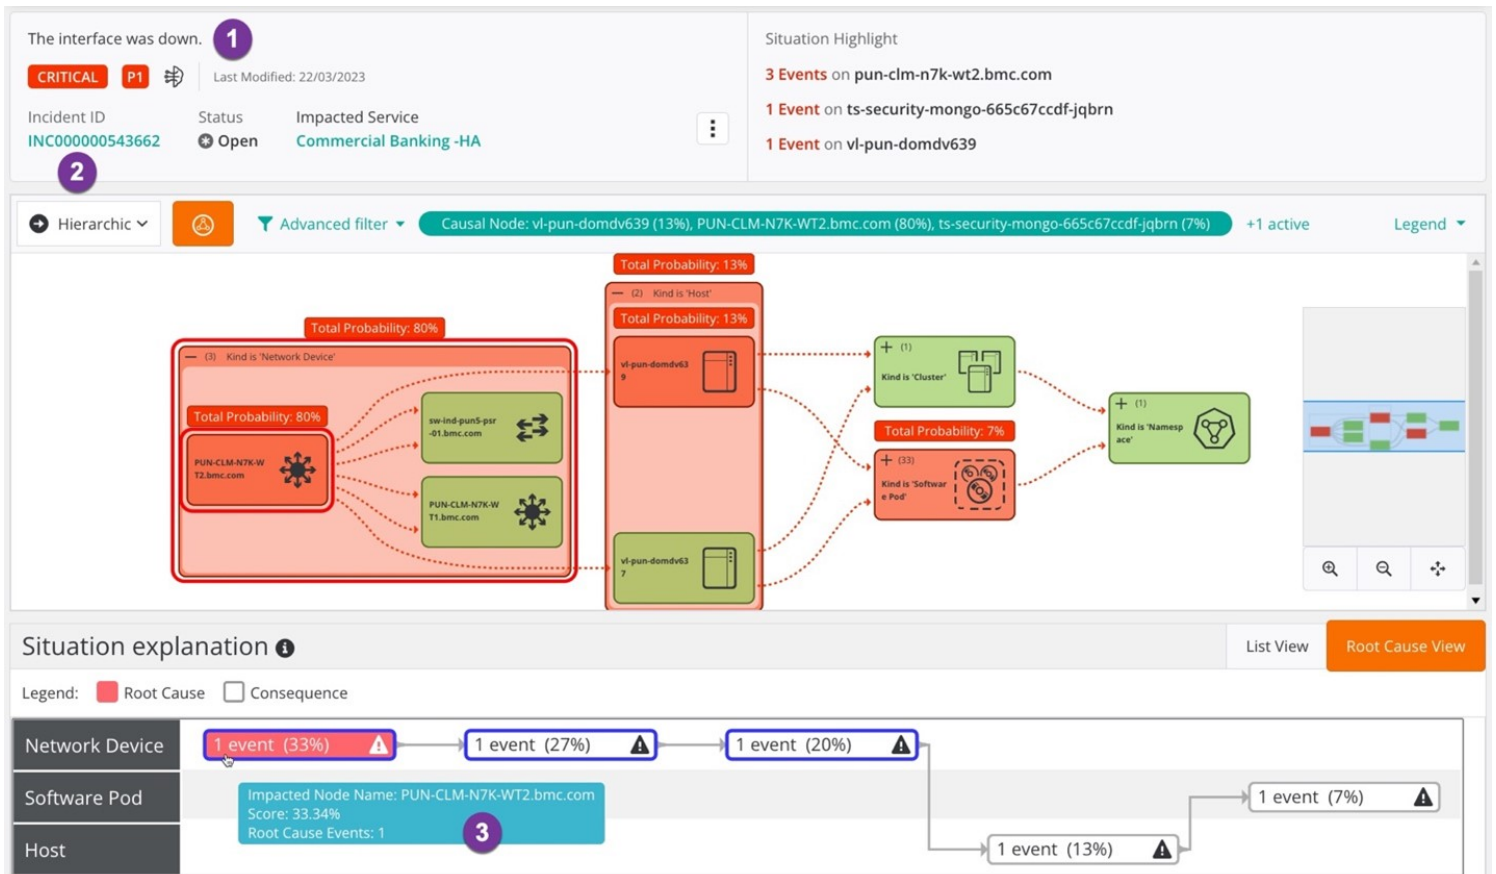 The interface was down.
1
CRITICAL
P1
Last Modified: 22/03/2023
Incident ID
Status
Impacted Service
INC000000543662
Open
Commercial Banking -HA
2
Situation Highlight
3 Events on pun-clm-n7k-wt2.bmc.com
1 Event on ts-security-mongo-665c67ccdf-jqbrn
1 Event on vl-pun-domdv639
Hierarchic
Advanced filter
Causal Node: vl-pun-domdv639 (13%), PUN-CLM-N7K-WT2.bmc.com (80%), ts-security-mongo-665c67ccdf-jqbrn (7%)
+1 active
Legend
Total Probability: 80%
(3) Kind is 'Network Device'
Total Probability: 80%
PUN-CLM-N7K-W
T2.bmc.com
sw-ind-pun5-psr
-01.bmc.com
PUN-CLM-N7K-W
T1.bmc.com
Total Probability: 13%
(2) Kind is 'Host'
Total Probability: 13%
vl-pun-domdv63
9
vl-pun-domdv63
7
(1)
Kind is 'Cluster'
Total Probability: 7%
(33)
Kind is 'Softwar
e Pod'
(1)
Kind is 'Namesp
ace'
Situation explanation
List View
Root Cause View
Legend:
Root Cause
Consequence
Network Device
1 event (33%)
1 event (27%)
1 event (20%)
Software Pod
Impacted Node Name: PUN-CLM-N7K-WT2.bmc.com
Score: 33.34%
Root Cause Events: 1
3
1 event (7%)
Host
1 event (13%)